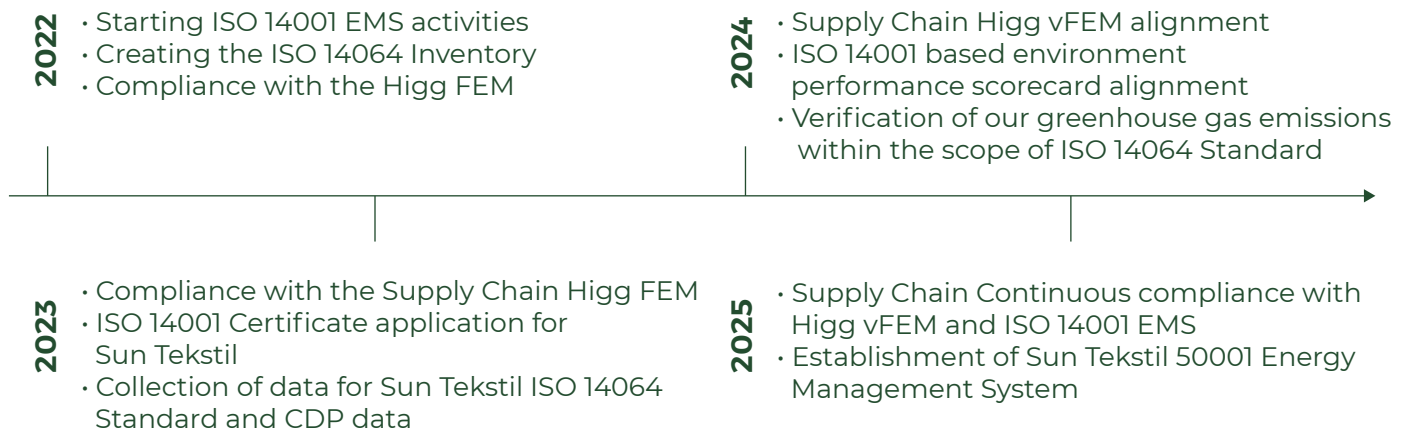 2022
• Starting ISO 14001 EMS activities
• Creating the ISO 14064 Inventory
• Compliance with the Higg FEM
2023
• Compliance with the Supply Chain Higg FEM
• ISO 14001 Certificate application for
Sun Tekstil
• Collection of data for Sun Tekstil ISO 14064
Standard and CDP data
2024
• Supply Chain Higg vFEM alignment
• ISO 14001 based environment
performance scorecard alignment
• Verification of our greenhouse gas emissions
within the scope of ISO 14064 Standard
2025
• Supply Chain Continuous compliance with
Higg vFEM and ISO 14001 EMS
• Establishment of Sun Tekstil 50001 Energy
Management System